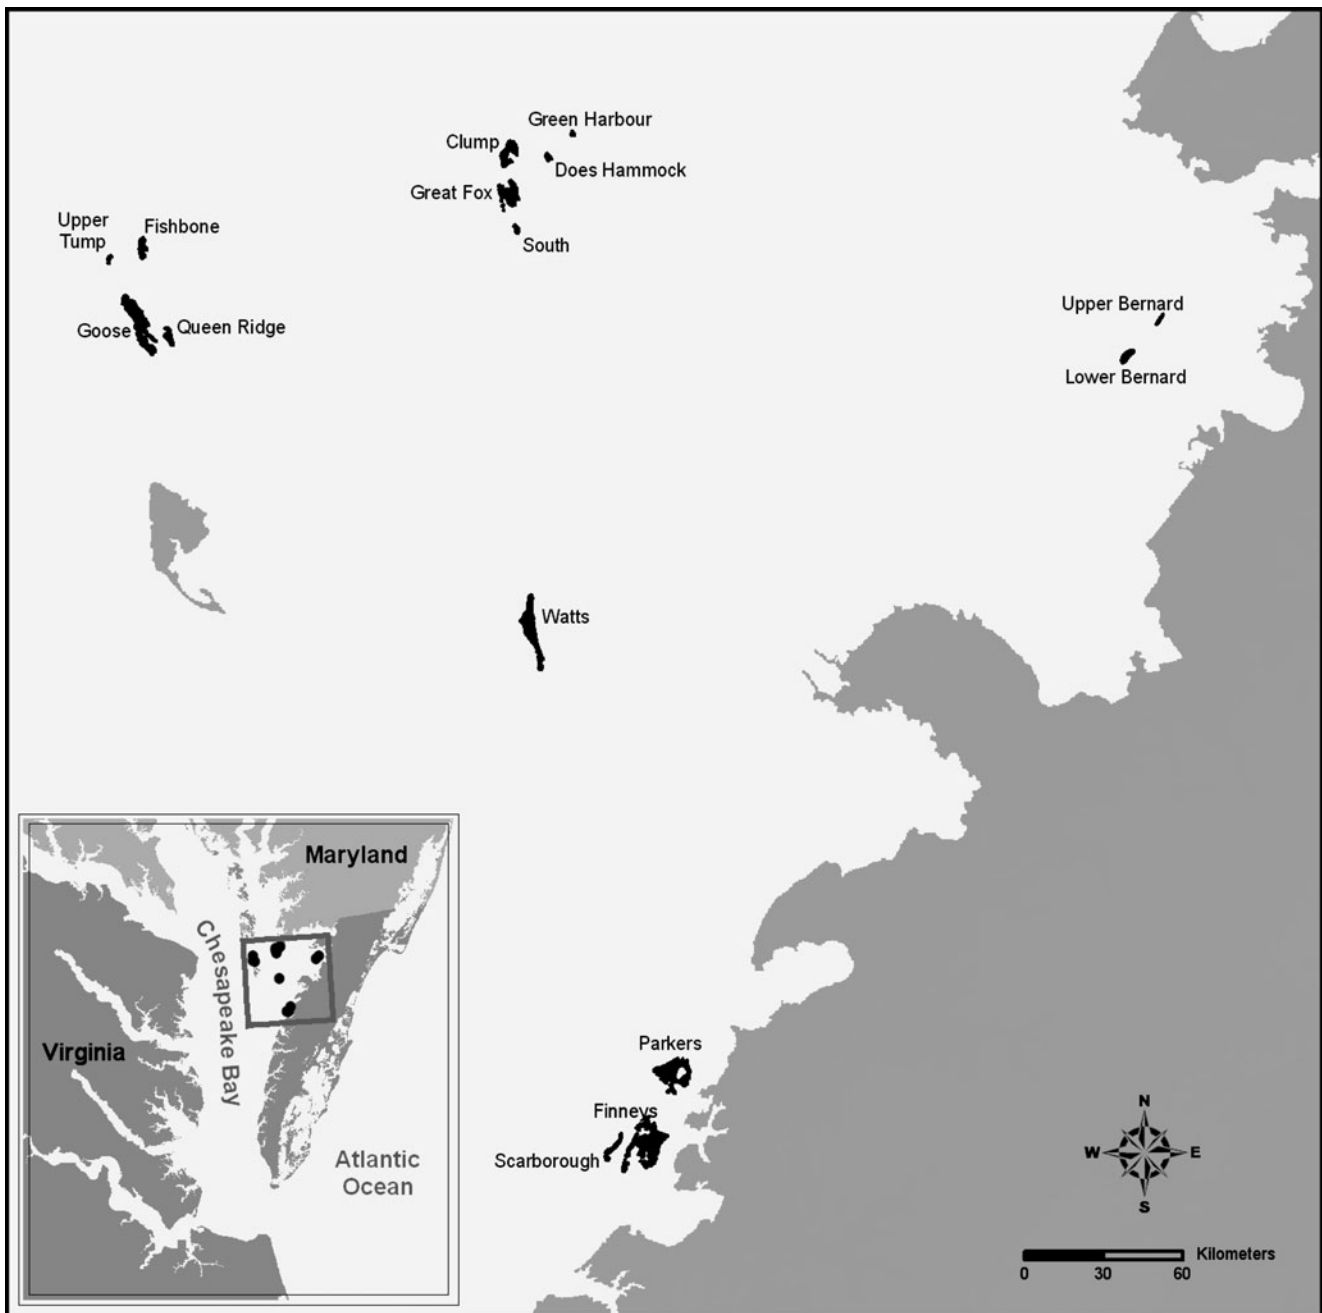 Green Harbour
Clump
Does Hammock
Great Fox
South
Upper
Tump
Fishbone
Goose
Queen Ridge
Upper Bernard
Lower Bernard
Watts
Parkers
Finneys
Scarborough
Maryland
Chesapeake Bay
Virginia
Atlantic
Ocean
N
W E
S
Kilometers
0 30 60